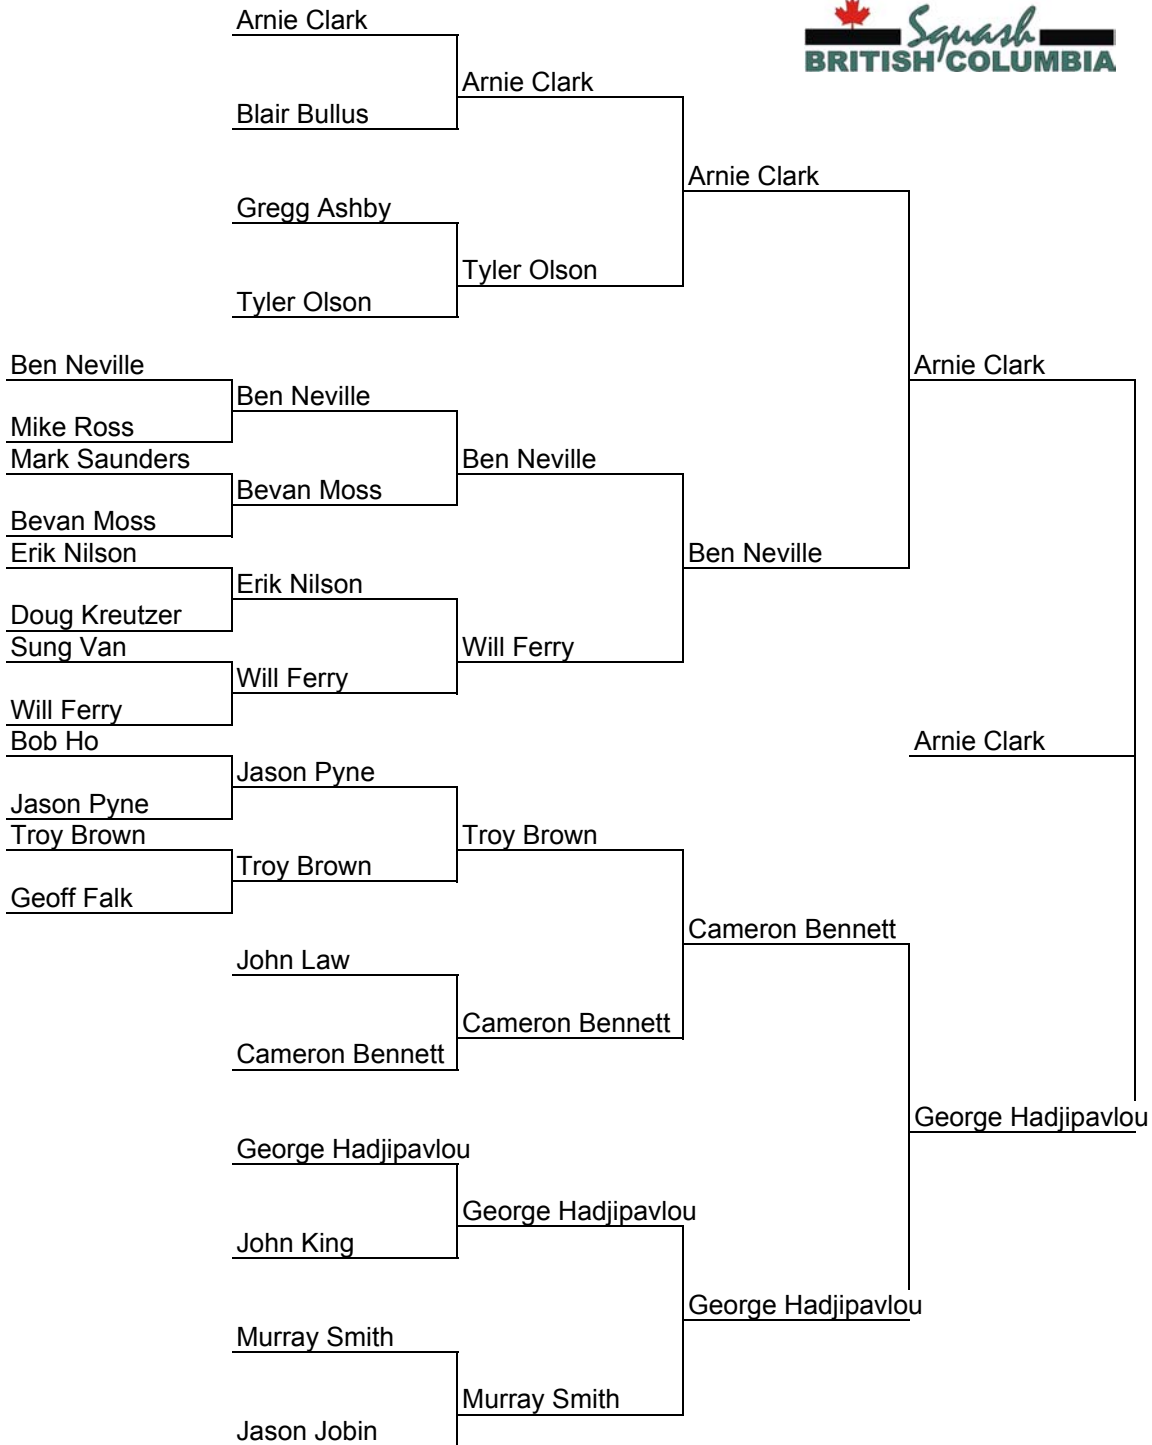 Arnie Clark
Squash
BRITISH COLUMBIA
Arnie Clark
Blair Bullus
Arnie Clark
Gregg Ashby
Tyler Olson
Tyler Olson
Ben Neville
Arnie Clark
Ben Neville
Mike Ross
Mark Saunders
Ben Neville
Bevan Moss
Bevan Moss
Erik Nilson
Ben Neville
Erik Nilson
Doug Kreutzer
Sung Van
Will Ferry
Will Ferry
Will Ferry
Bob Ho
Arnie Clark
Jason Pyne
Jason Pyne
Troy Brown
Troy Brown
Troy Brown
Geoff Falk
Cameron Bennett
John Law
Cameron Bennett
Cameron Bennett
George Hadjipavlou
George Hadjipavlou
George Hadjipavlou
John King
George Hadjipavlou
Murray Smith
Murray Smith
Jason Jobin